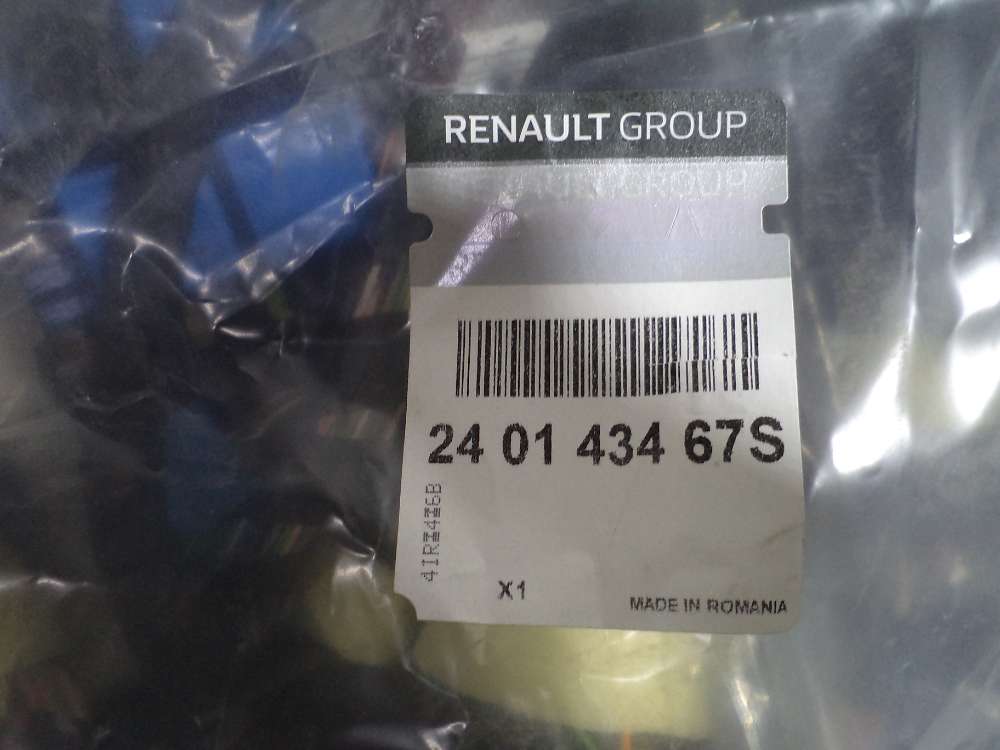 RENAULT GROUP
24 01 434 67S
X1
MADE IN ROMANIA